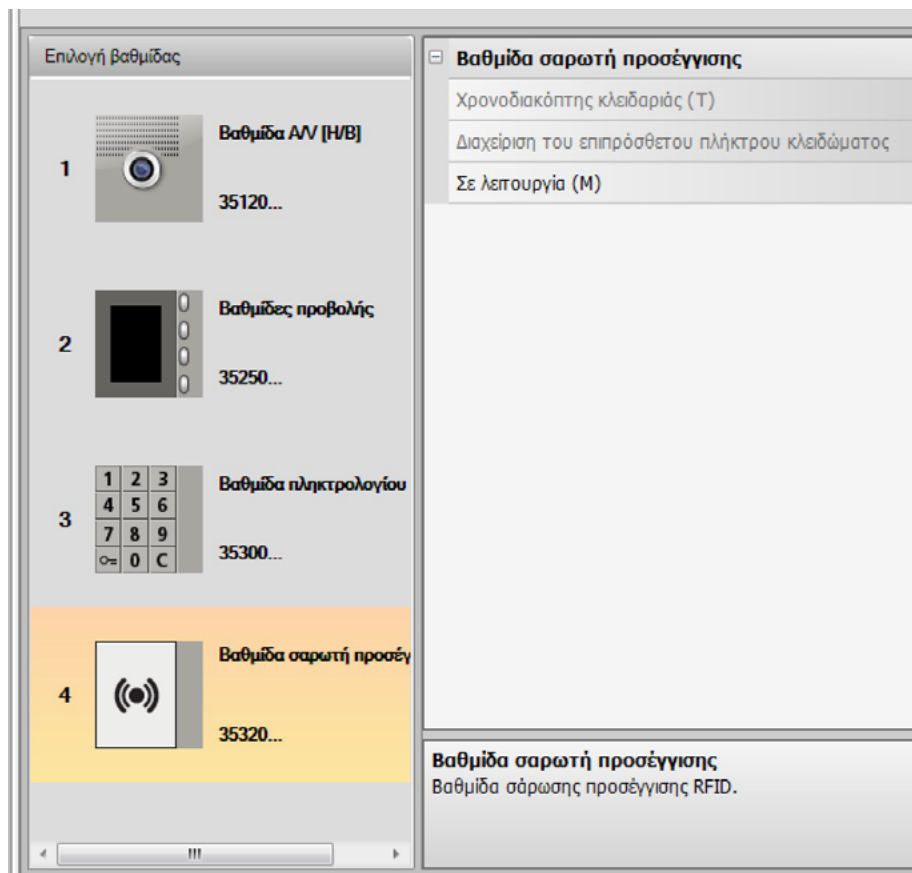 Επιλογή βαθμίδας
1
Βαθμίδα A/V [H/B]
35120...
2
Βαθμίδες προβολής
35250...
3
1 2 3
4 5 6
7 8 9
0 C
Βαθμίδα πληκτρολογίου
35300...
4
Βαθμίδα σαρωτή προσέγ
35320...
Βαθμίδα σαρωτή προσέγγισης
Χρονοδιακόπτης κλειδαριάς (T)
Διαχείριση του επιπρόσθετου πλήκτρου κλειδώματος
Σε λειτουργία (M)
Βαθμίδα σαρωτή προσέγγισης
Βαθμίδα σάρωσης προσέγγισης RFID.